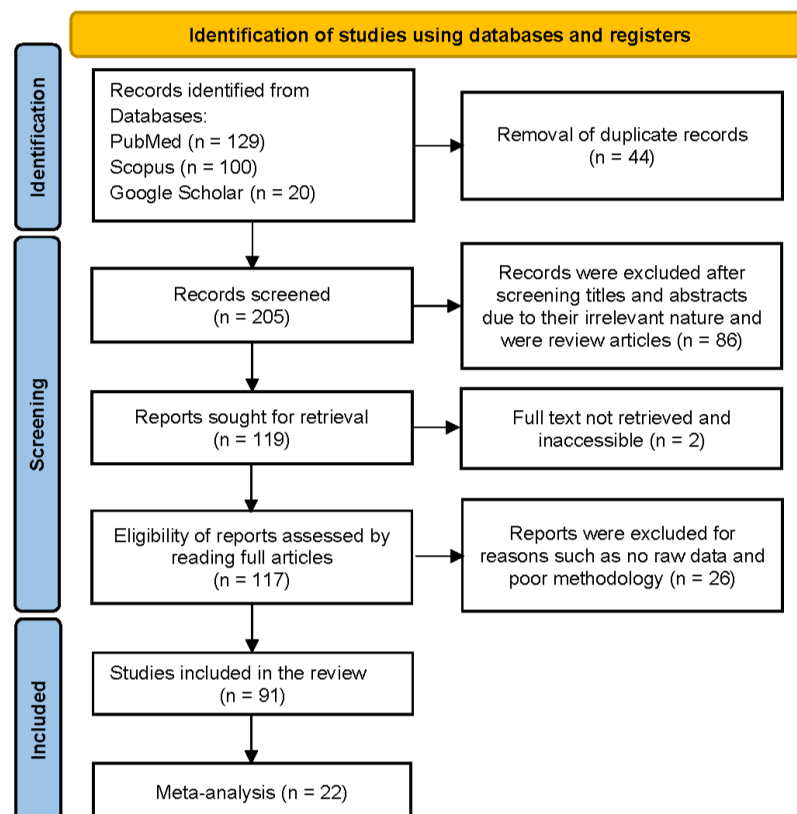 Identification of studies using databases and registers
Identification
Records identified from
Databases:
PubMed (n = 129)
Scopus (n = 100)
Google Scholar (n = 20)
Removal of duplicate records
(n = 44)
Screening
Records screened
(n = 205)
Records were excluded after
screening titles and abstracts
due to their irrelevant nature and
were review articles (n = 86)
Reports sought for retrieval
(n = 119)
Full text not retrieved and
inaccessible (n = 2)
Eligibility of reports assessed by
reading full articles
(n = 117)
Reports were excluded for
reasons such as no raw data and
poor methodology (n = 26)
Included
Studies included in the review
(n = 91)
Meta-analysis (n = 22)